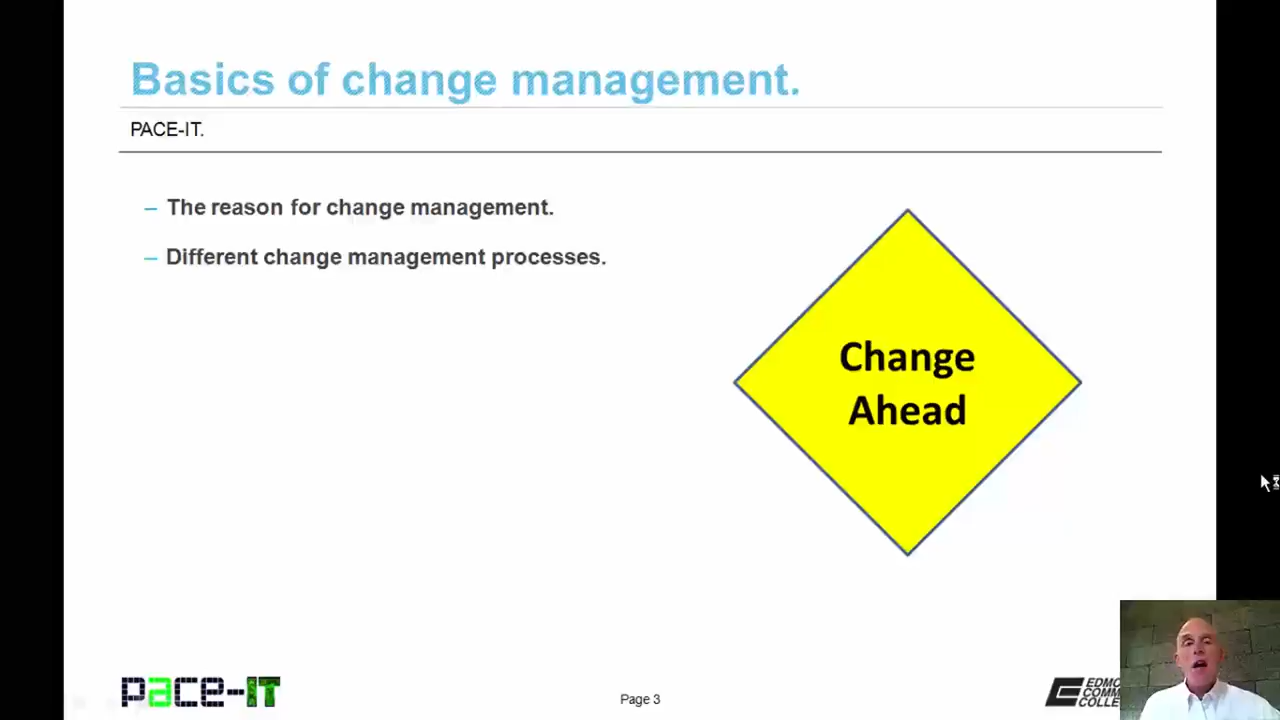 Basics of change management.
PACE-IT.
– The reason for change management.
– Different change management processes.
Change
Ahead
pace-IT
Page 3